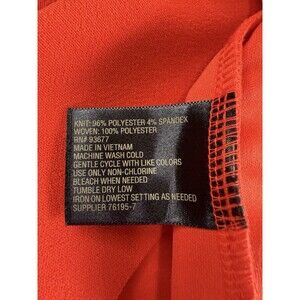 KNIT: 96% POLYESTER 4% SPANDEX
WOVEN: 100% POLYESTER
RN# 93677
MADE IN VIETNAM
MACHINE WASH COLD
GENTLE CYCLE WITH LIKE COLORS
USE ONLY NON-CHLORINE
BLEACH WHEN NEEDED
TUMBLE DRY LOW
IRON ON LOWEST SETTING AS NEEDED
SUPPLIER 76195-7